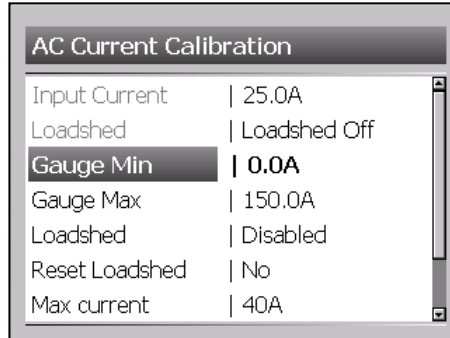 AC Current Calibration
Input Current | 25.0A
Loadshed | Loadshed Off
Gauge Min | 0.0A
Gauge Max | 150.0A
Loadshed | Disabled
Reset Loadshed | No
Max current | 40A